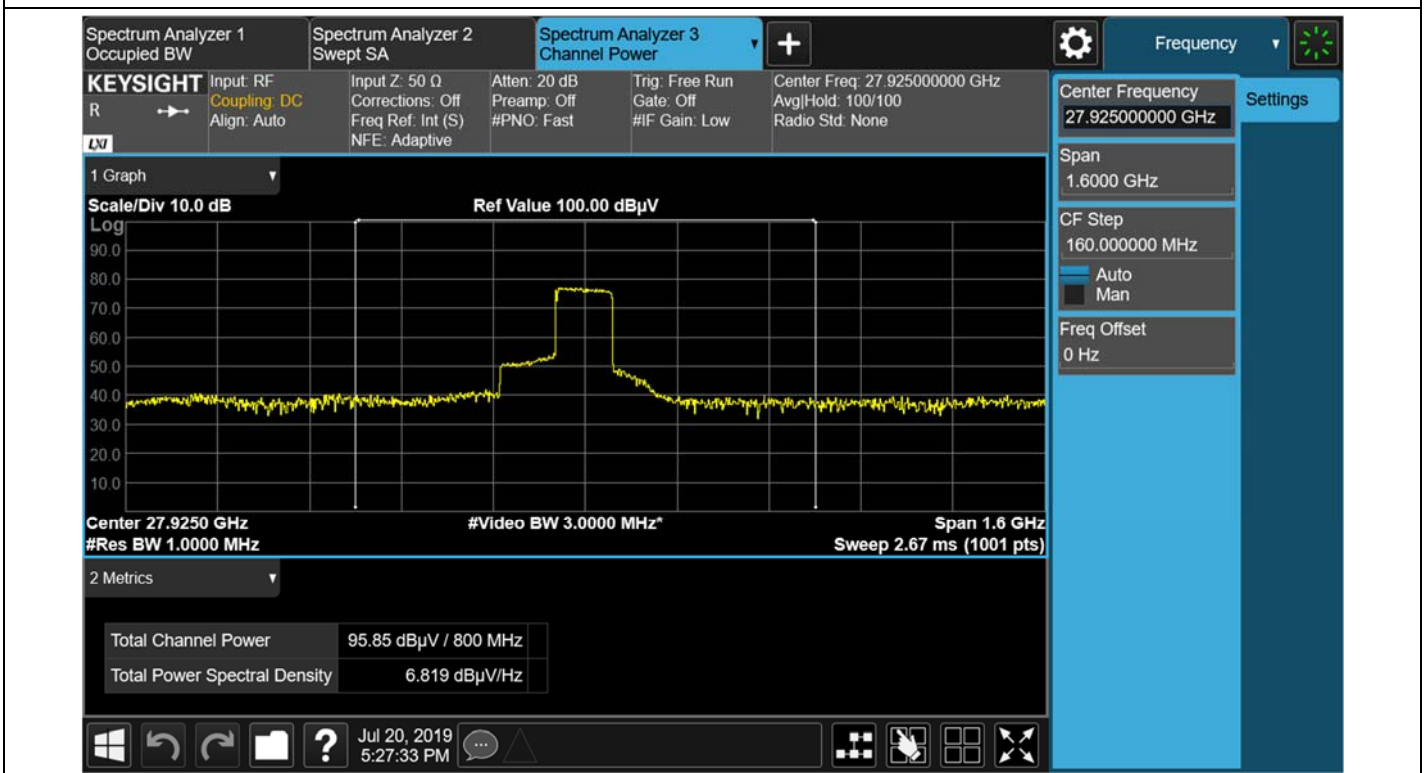 Spectrum Analyzer 1
Occupied BW
Spectrum Analyzer 2
Swept SA
Spectrum Analyzer 3
Channel Power
Frequency
KEYSIGHT
R
LXI
Input: RF
Coupling: DC
Align: Auto
Input Z: 50 Ω
Corrections: Off
Freq Ref: Int (S)
NFE: Adaptive
Atten: 20 dB
Preamp: Off
#PNO: Fast
Trig: Free Run
Gate: Off
#IF Gain: Low
Center Freq: 27.925000000 GHz
Avg|Hold: 100/100
Radio Std: None
Center Frequency
27.925000000 GHz
Settings
Span
1.6000 GHz
CF Step
160.000000 MHz
Auto
Man
Freq Offset
0 Hz
1 Graph
Scale/Div 10.0 dB
Ref Value 100.00 dBµV
Log
90.0
80.0
70.0
60.0
50.0
40.0
30.0
20.0
10.0
Center 27.9250 GHz
#Video BW 3.0000 MHz*
Span 1.6 GHz
#Res BW 1.0000 MHz
Sweep 2.67 ms (1001 pts)
2 Metrics
Total Channel Power 95.85 dBµV / 800 MHz
Total Power Spectral Density 6.819 dBµV/Hz
?
Jul 20, 2019
5:27:33 PM